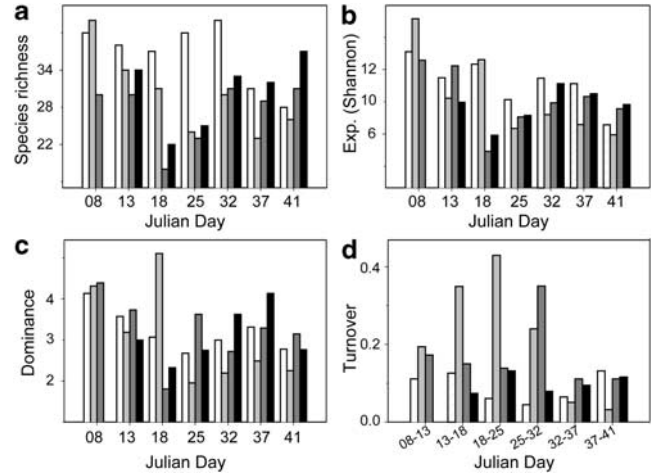 a
Species richness
34
28
22
08 13 18 25 32 37 41
Julian Day
b
Exp. (Shannon)
12
10
6
08 13 18 25 32 37 41
Julian Day
c
Dominance
4
3
2
08 13 18 25 32 37 41
Julian Day
d
Turnover
0.4
0.2
0.0
08-13 13-18 18-25 25-32 32-37 37-41
Julian Day